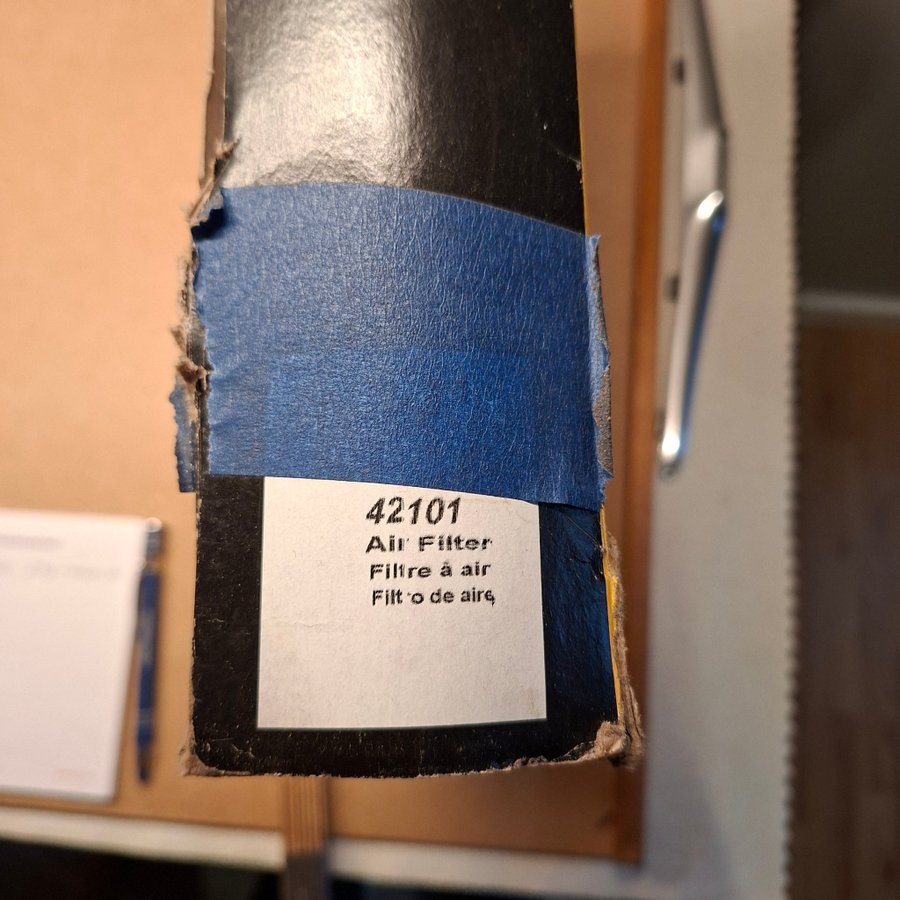 42101
Air Filter
Filtre à air
Filtro de aire